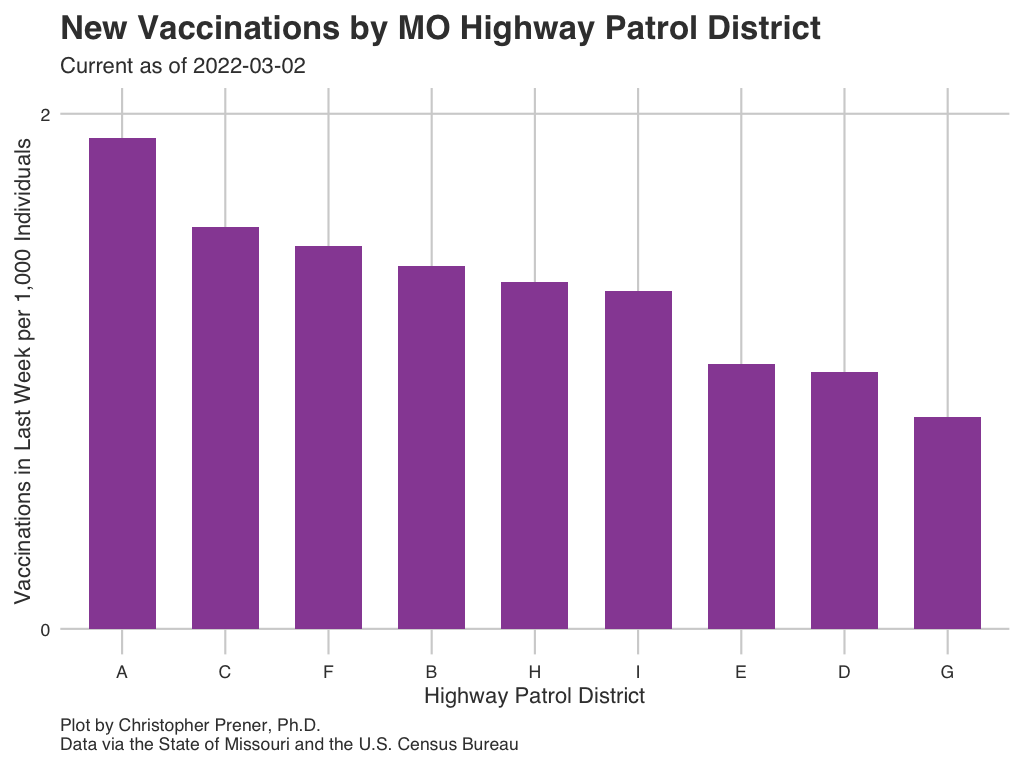 New Vaccinations by MO Highway Patrol District
Current as of 2022-03-02
Vaccinations in Last Week per 1,000 Individuals
2
0
A C F B H I E D G
Highway Patrol District
Plot by Christopher Prener, Ph.D.
Data via the State of Missouri and the U.S. Census Bureau